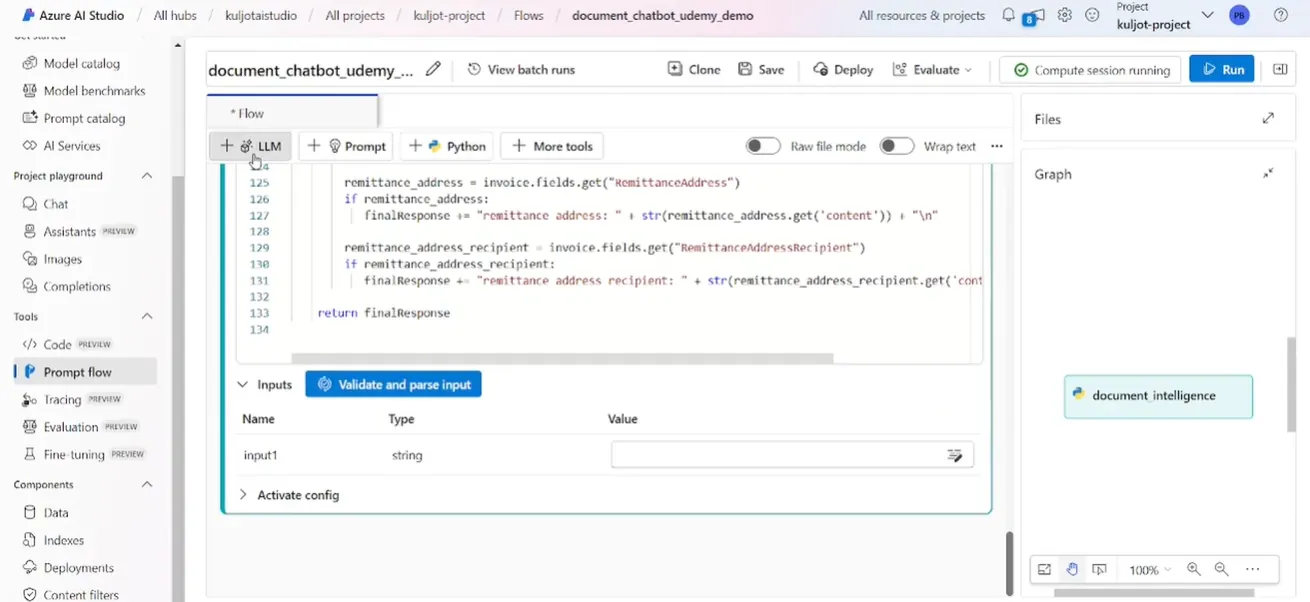 Azure AI Studio / All hubs / kuljotaistudio / All projects / kuljot-project / Flows / document_chatbot_udemy_demo
All resources & projects
8
Project
kuljot-project
PB
Get started
Model catalog
Model benchmarks
Prompt catalog
AI Services
Project playground
Chat
Assistants PREVIEW
Images
Completions
Tools
Code PREVIEW
Prompt flow
Tracing PREVIEW
Evaluation PREVIEW
Fine-tuning PREVIEW
Components
Data
Indexes
Deployments
Content filters
document_chatbot_udemy_...
View batch runs
Clone
Save
Deploy
Evaluate
Compute session running
Run
* Flow
+ LLM
+ Prompt
+ Python
+ More tools
Raw file mode
Wrap text
...
124
125 remittance_address = invoice.fields.get("RemittanceAddress")
126 if remittance_address:
127 finalResponse += "remittance address: " + str(remittance_address.get('content')) + "\n"
128
129 remittance_address_recipient = invoice.fields.get("RemittanceAddressRecipient")
130 if remittance_address_recipient:
131 finalResponse += "remittance address recipient: " + str(remittance_address_recipient.get('cont
132
133 return finalResponse
134
Inputs
Validate and parse input
Name Type Value
input1 string
Activate config
Files
Graph
document_intelligence
100%
...